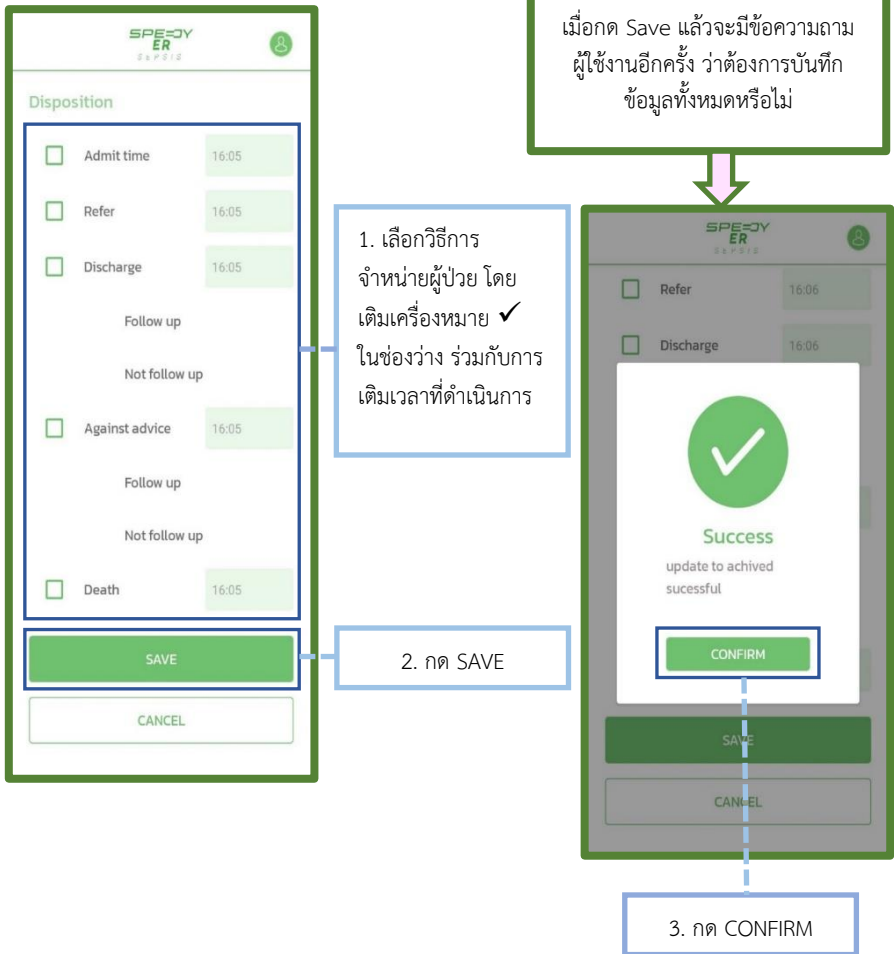 SPEEDY
ER
SEPSIS
Disposition
Admit time 16:05
Refer 16:05
Discharge 16:05
Follow up
Not follow up
Against advice 16:05
Follow up
Not follow up
Death 16:05
SAVE
CANCEL
1. เลือกวิธีการ
จำหน่ายผู้ป่วย โดย
เติมเครื่องหมาย ✓
ในช่องว่าง ร่วมกับการ
เติมเวลาที่ดำเนินการ
2. กด SAVE
เมื่อกด Save แล้วจะมีข้อความถาม
ผู้ใช้งานอีกครั้ง ว่าต้องการบันทึก
ข้อมูลทั้งหมดหรือไม่
SPEEDY
ER
SEPSIS
Refer 16:06
Discharge 16:06
Success
update to achived
sucessful
CONFIRM
SAVE
CANCEL
3. กด CONFIRM